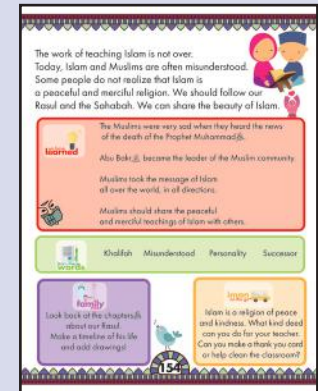 The work of teaching Islam is not over.
Today, Islam and Muslims are often misunderstood.
Some people do not realize that Islam is
a peaceful and merciful religion. We should follow our
Rasul and the Sahabah. We can share the beauty of Islam.
learned
The Muslims were very sad when they heard the news
of the death of the Prophet Muhammad ﷺ.
Abu Bakr became the leader of the Muslim community.
Muslims took the message of Islam
all over the world, in all directions.
Muslims should share the peaceful
and merciful teachings of Islam with others.
words
Khalifah Misunderstood Personality Successor
family
Look back at the chapters
about our Rasul.
Make a timeline of his life
and add drawings!
Islam is a religion of peace
and kindness. What kind deed
can you do for your teacher.
Can you make a thank you card
or help clean the classroom?
154